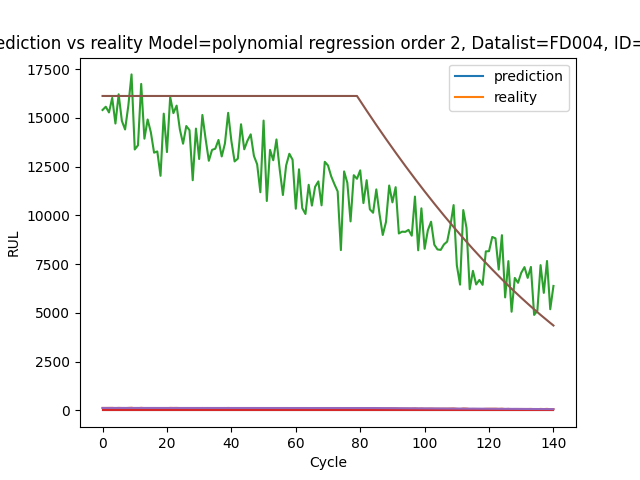 ediction vs reality Model=polynomial regression order 2, Datalist=FD004, ID=
prediction
reality
17500
15000
12500
10000
7500
5000
2500
0
RUL
0 20 40 60 80 100 120 140
Cycle